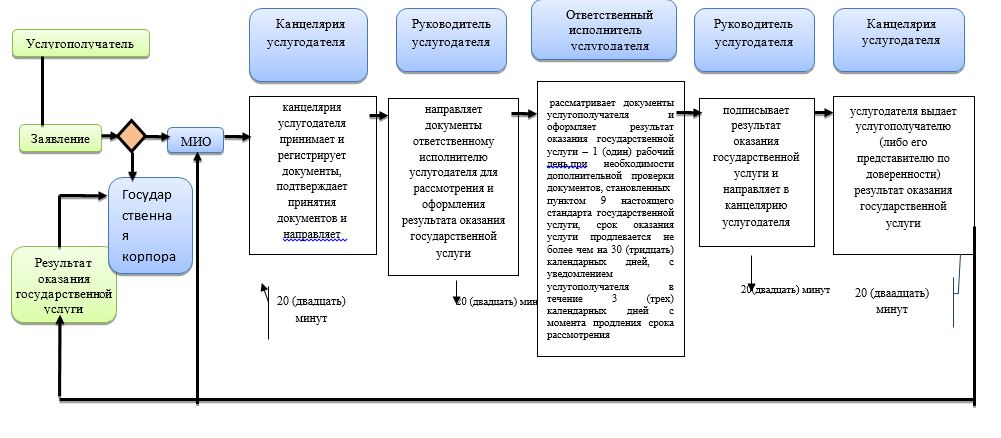 Услугополучатель
Заявление
МИО
Государ
ственна
я
корпора
Результат
оказания
государственной
услуги
Канцелярия
услугодателя
Руководитель
услугодателя
Ответственный
исполнитель
услугодателя
Руководитель
услугодателя
Канцелярия
услугодателя
канцелярия
услугодателя
принимает и
регистрирует
документы,
подтверждает
принятия
документов и
направляет
20 (двадцать)
минут
направляет
документы
ответственному
исполнителю
услугодателя для
рассмотрения и
оформления
результата оказания
государственной
услуги
20 (двадцать) мин
рассматривает документы
услугополучателя и
оформляет результат
оказания государственной
услуги – 1 (один) рабочий
день,при необходимости
дополнительной проверки
документов, становленных
пунктом 9 настоящего
стандарта государственной
услуги, срок оказания
услуги продлевается не
более чем на 30 (тридцать)
календарных дней, с
уведомлением
услугополучателя в
течение 3 (трех)
календарных дней с
момента продления срока
рассмотрения
подписывает
результат
оказания
государственной
услуги и
направляет в
канцелярию
услугодателя
20 (двадцать) минут
услугодателя выдает
услугополучателю
(либо его
представителю по
доверенности)
результат оказания
государственной
услуги
20 (дваадцать)
минут